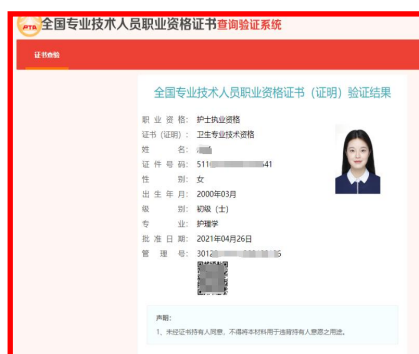 PTA 全国专业技术人员职业资格证书查询验证系统
证书查验
全国专业技术人员职业资格证书（证明）验证结果
职业资格: 护士执业资格
证书（证明）: 卫生专业技术资格
姓名:
证件号码: 511 41
性别: 女
出生年月: 2000年03月
级别: 初级（士）
专业: 护理学
批准日期: 2021年04月26日
管理号: 3012 5
声明:
1、未经证书持有人同意，不得将本材料用于违背持有人意愿之用途。